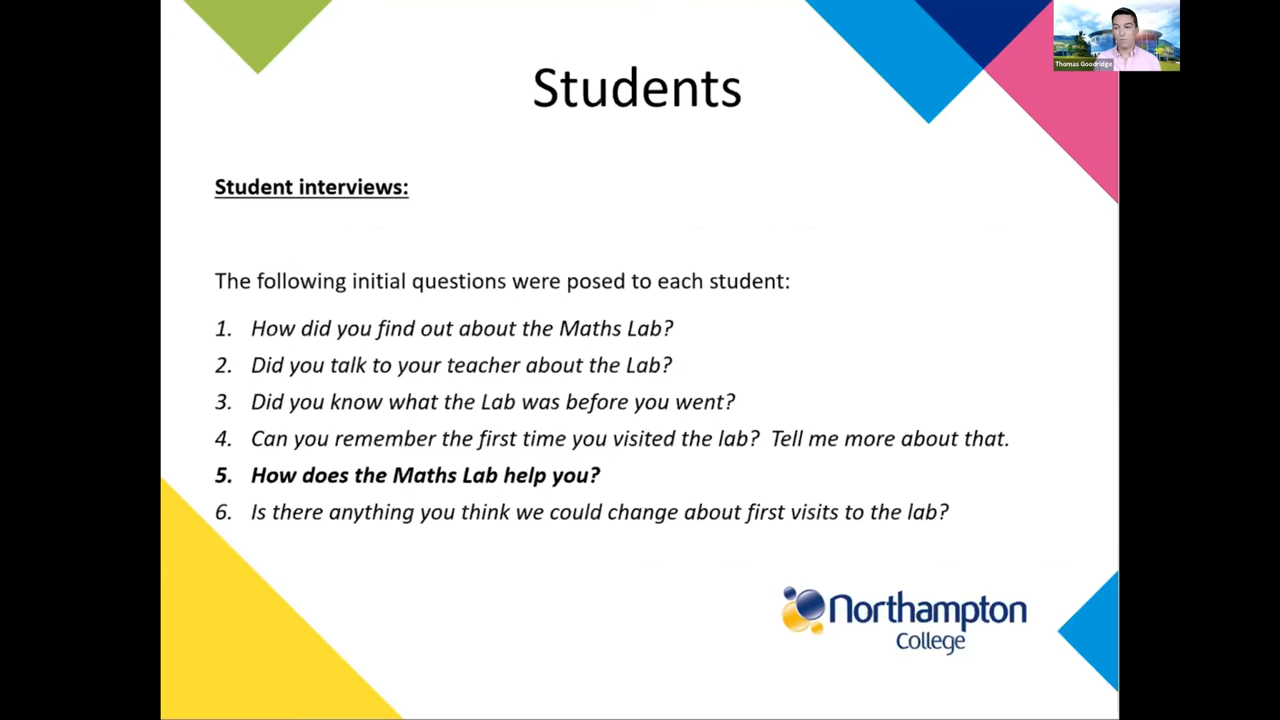 Thomas Goodridge
Students
Student interviews:
The following initial questions were posed to each student:
1. How did you find out about the Maths Lab?
2. Did you talk to your teacher about the Lab?
3. Did you know what the Lab was before you went?
4. Can you remember the first time you visited the lab? Tell me more about that.
5. How does the Maths Lab help you?
6. Is there anything you think we could change about first visits to the lab?
Northampton
College